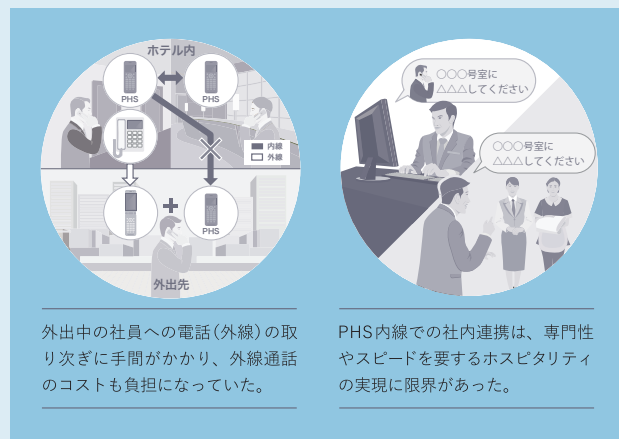 ホテル内
PHS
PHS
内線
外線
PHS
外出先
外出中の社員への電話(外線)の取
り次ぎに手間がかかり、外線通話
のコストも負担になっていた。
○○○号室に
△△△してください
○○○号室に
△△△してください
PHS内線での社内連携は、専門性
やスピードを要するホスピタリティ
の実現に限界があった。